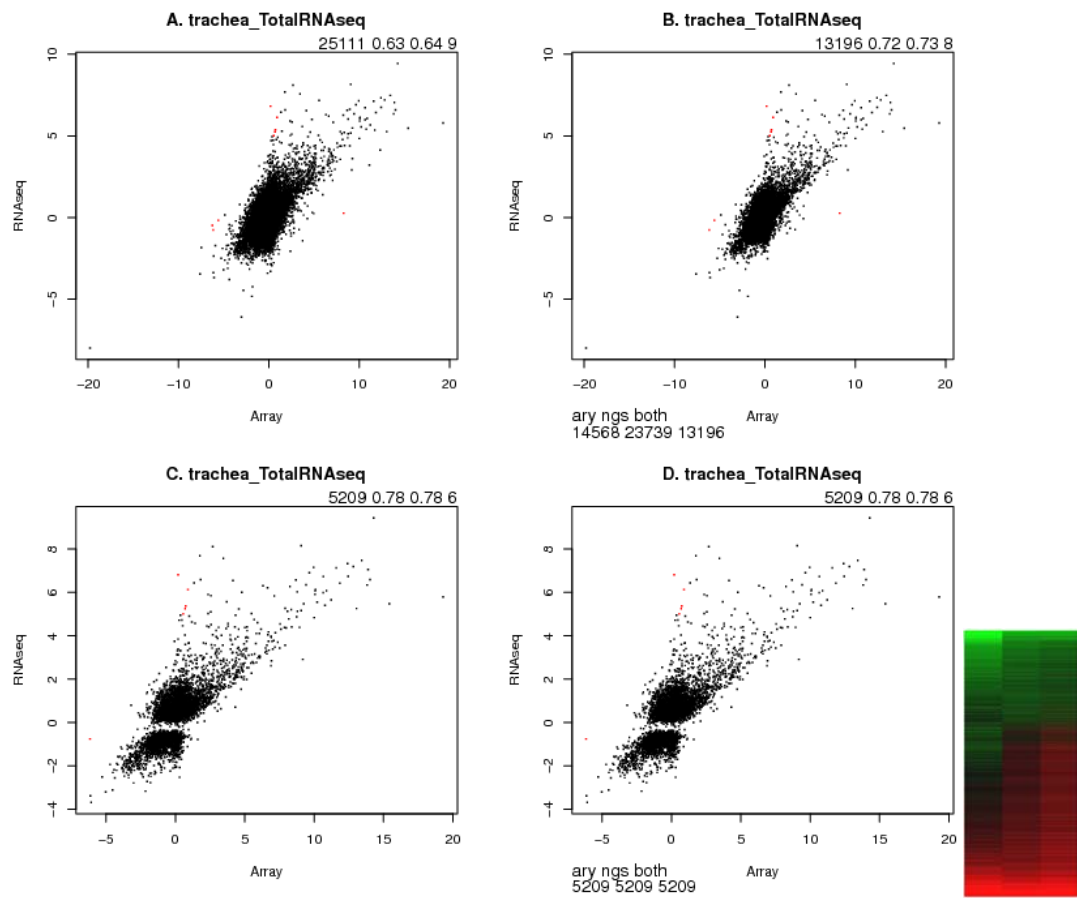 A. trachea_TotalRNAseq
25111 0.63 0.64 9
10
5
0
−5
RNAseq
−20 −10 0 10 20
Array
B. trachea_TotalRNAseq
13196 0.72 0.73 8
10
5
0
−5
RNAseq
−20 −10 0 10 20
Array
ary ngs both
14568 23739 13196
C. trachea_TotalRNAseq
5209 0.78 0.78 6
8
6
4
2
0
−2
−4
RNAseq
−5 0 5 10 15 20
Array
D. trachea_TotalRNAseq
5209 0.78 0.78 6
8
6
4
2
0
−2
−4
RNAseq
−5 0 5 10 15 20
Array
ary ngs both
5209 5209 5209